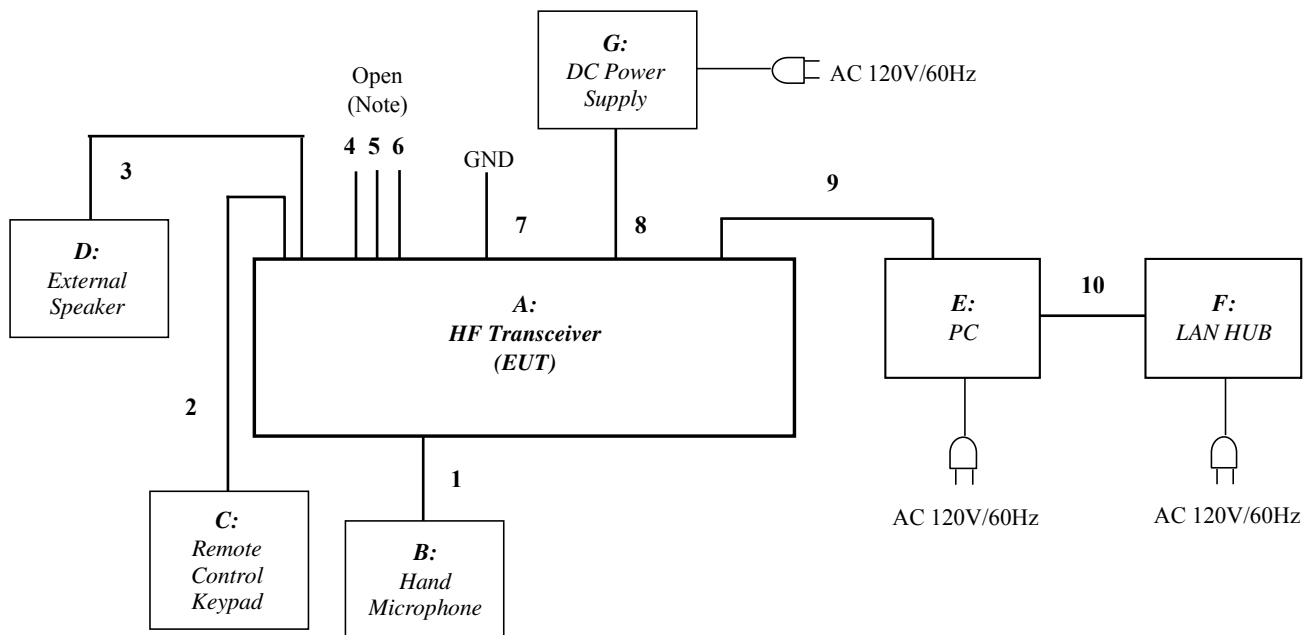 G:
DC Power
Supply
AC 120V/60Hz
Open
(Note)
4 5 6
GND
3
7
8
9
D:
External
Speaker
A:
HF Transceiver
(EUT)
E:
PC
10
F:
LAN HUB
2
1
AC 120V/60Hz
AC 120V/60Hz
C:
Remote
Control
Keypad
B:
Hand
Microphone